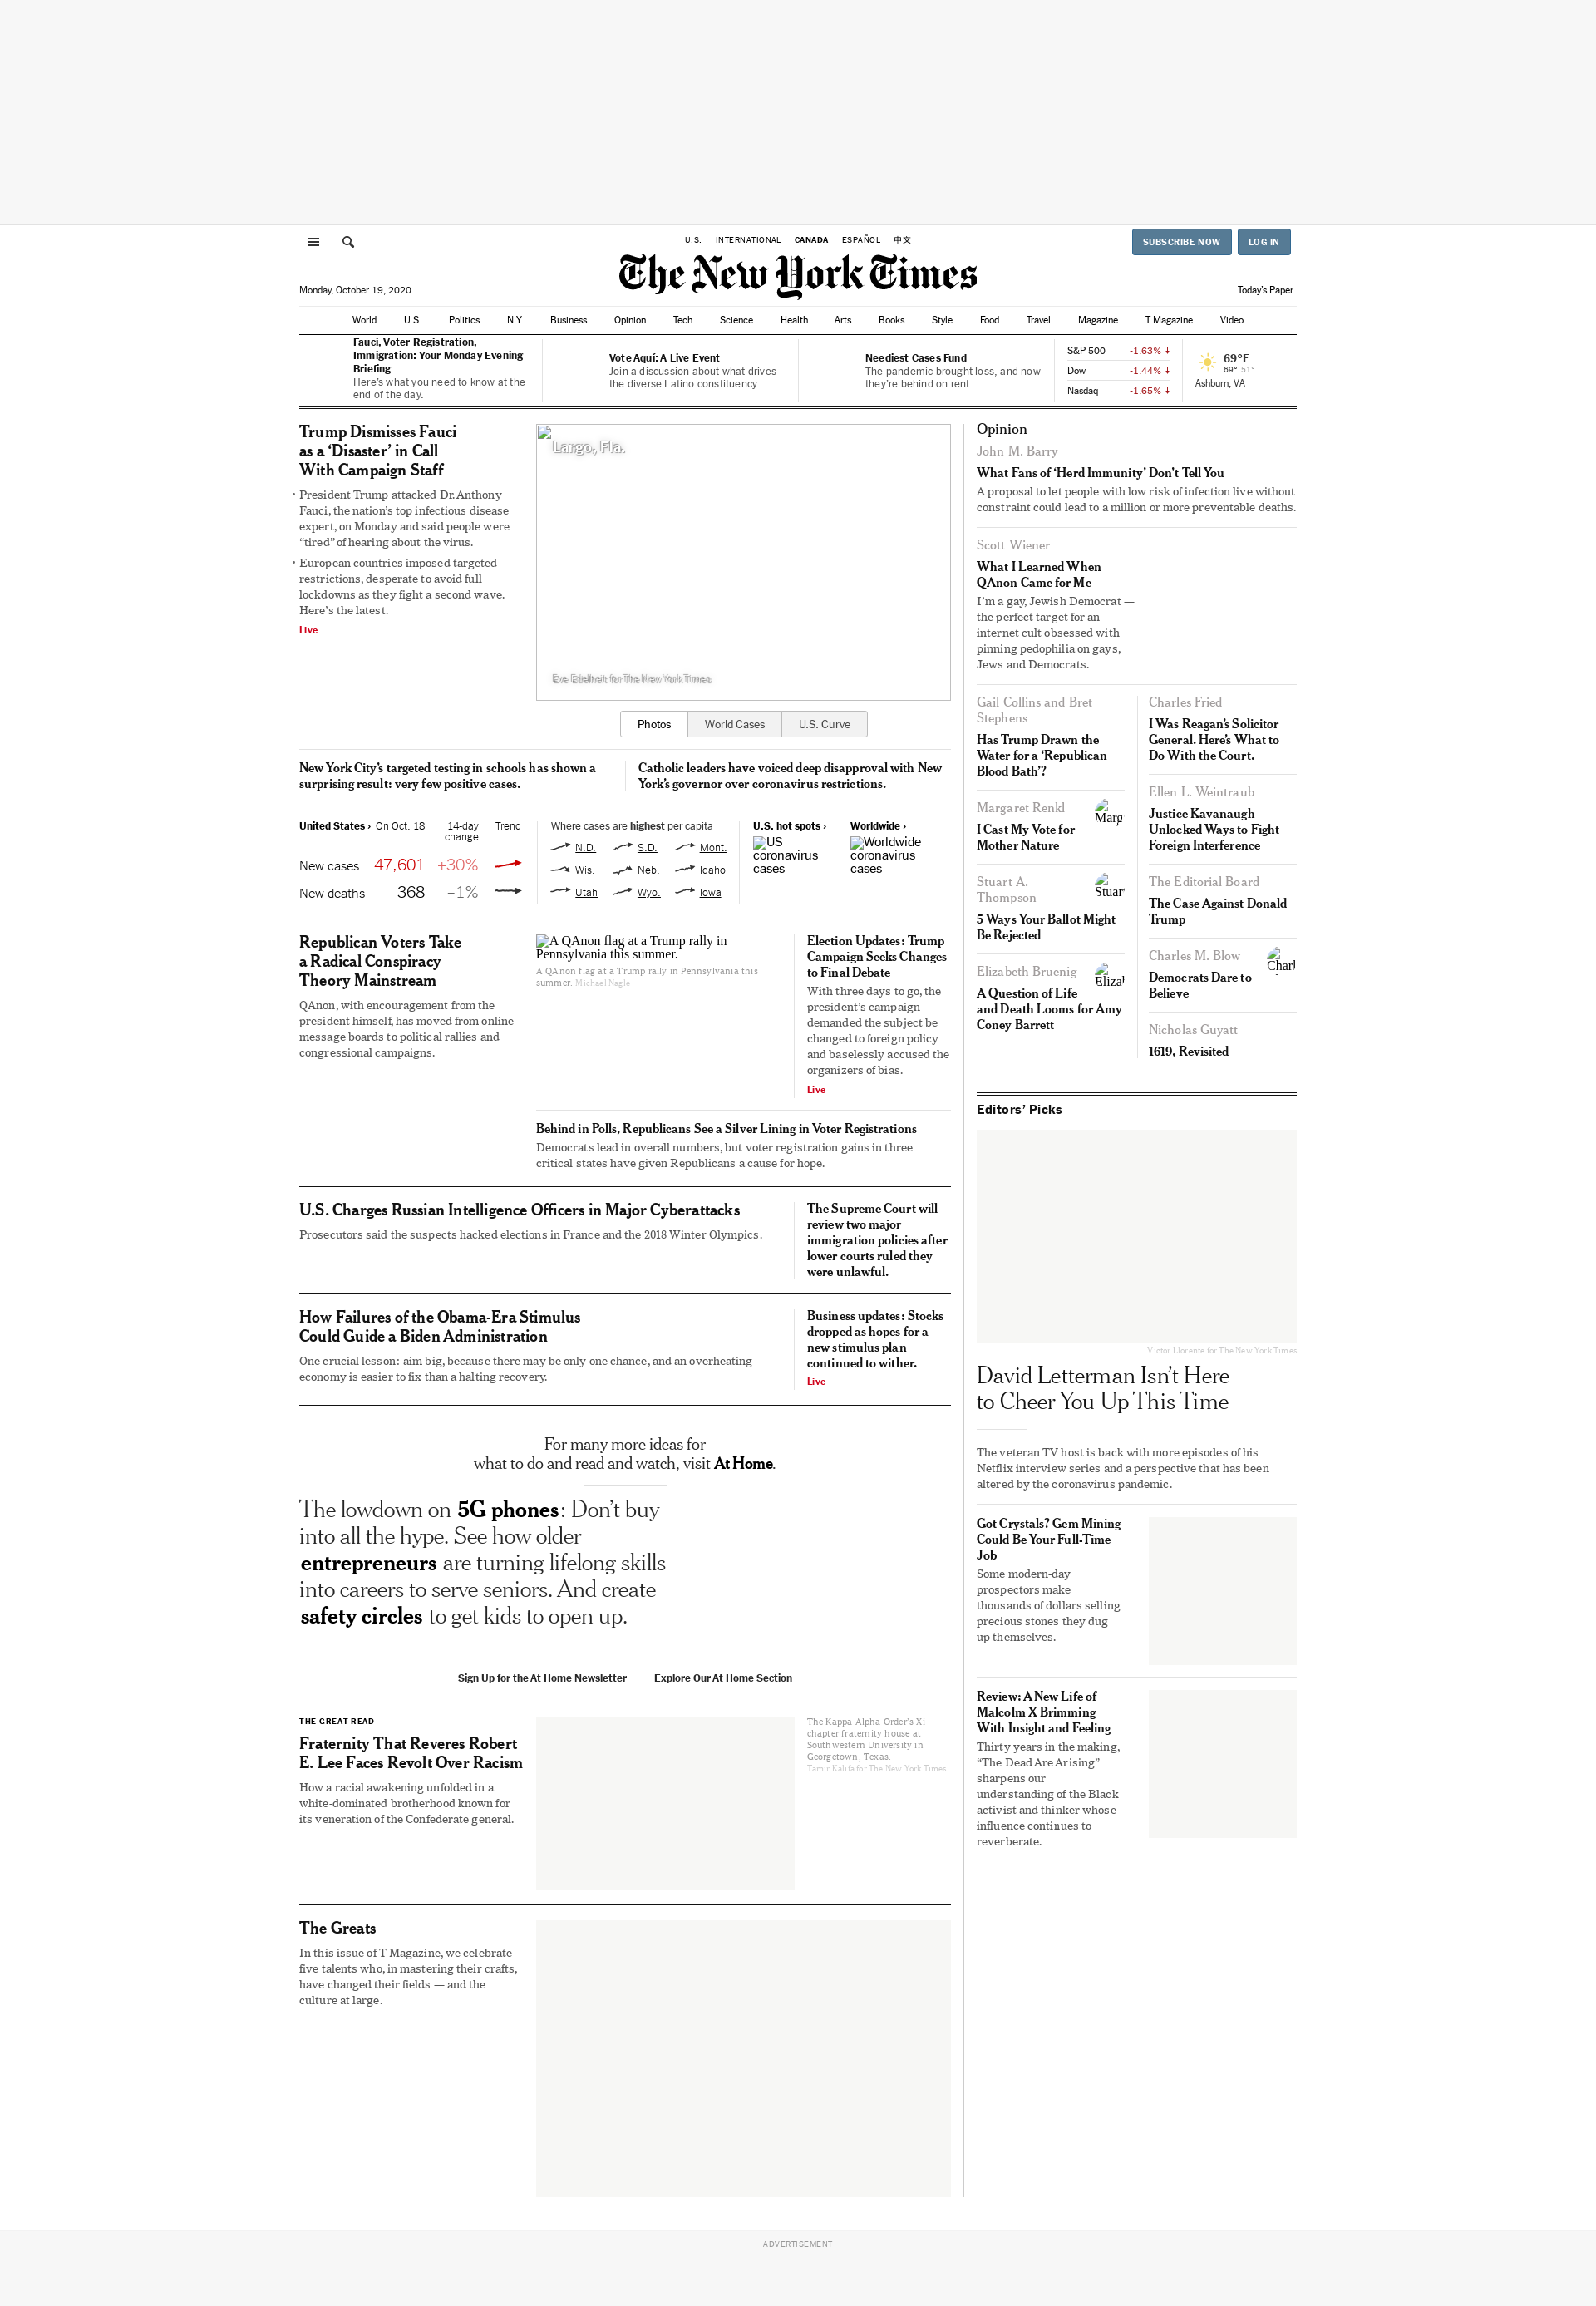 U.S. INTERNATIONAL CANADA ESPAÑOL 中文
SUBSCRIBE NOW LOG IN
The New York Times
Monday, October 19, 2020
Today's Paper
World U.S. Politics N.Y. Business Opinion Tech Science Health Arts Books Style Food Travel Magazine T Magazine Video
Fauci, Voter Registration,
Immigration: Your Monday Evening
Briefing
Here's what you need to know at the
end of the day.
Vote Aquí: A Live Event
Join a discussion about what drives
the diverse Latino constituency.
Neediest Cases Fund
The pandemic brought loss, and now
they're behind on rent.
S&P 500 -1.63% ↓
Dow -1.44% ↓
Nasdaq -1.65% ↓
69°F
69° 51°
Ashburn, VA
Trump Dismisses Fauci
as a ‘Disaster’ in Call
With Campaign Staff
• President Trump attacked Dr. Anthony
Fauci, the nation’s top infectious disease
expert, on Monday and said people were
“tired” of hearing about the virus.
• European countries imposed targeted
restrictions, desperate to avoid full
lockdowns as they fight a second wave.
Here’s the latest.
Live
Largo, Fla.
Eve Edelheit for The New York Times
Photos World Cases U.S. Curve
New York City’s targeted testing in schools has shown a
surprising result: very few positive cases.
Catholic leaders have voiced deep disapproval with New
York’s governor over coronavirus restrictions.
United States › On Oct. 18 14-day
change Trend
New cases 47,601 +30%
New deaths 368 –1%
Where cases are highest per capita
N.D. S.D. Mont.
Wis. Neb. Idaho
Utah Wyo. Iowa
U.S. hot spots ›
US
coronavirus
cases
Worldwide ›
Worldwide
coronavirus
cases
Republican Voters Take
a Radical Conspiracy
Theory Mainstream
QAnon, with encouragement from the
president himself, has moved from online
message boards to political rallies and
congressional campaigns.
A QAnon flag at a Trump rally in
Pennsylvania this summer.
A QAnon flag at a Trump rally in Pennsylvania this
summer. Michael Nagle
Election Updates: Trump
Campaign Seeks Changes
to Final Debate
With three days to go, the
president’s campaign
demanded the subject be
changed to foreign policy
and baselessly accused the
organizers of bias.
Live
Behind in Polls, Republicans See a Silver Lining in Voter Registrations
Democrats lead in overall numbers, but voter registration gains in three
critical states have given Republicans a cause for hope.
U.S. Charges Russian Intelligence Officers in Major Cyberattacks
Prosecutors said the suspects hacked elections in France and the 2018 Winter Olympics.
The Supreme Court will
review two major
immigration policies after
lower courts ruled they
were unlawful.
How Failures of the Obama-Era Stimulus
Could Guide a Biden Administration
One crucial lesson: aim big, because there may be only one chance, and an overheating
economy is easier to fix than a halting recovery.
Business updates: Stocks
dropped as hopes for a
new stimulus plan
continued to wither.
Live
For many more ideas for
what to do and read and watch, visit At Home.
The lowdown on 5G phones: Don’t buy
into all the hype. See how older
entrepreneurs are turning lifelong skills
into careers to serve seniors. And create
safety circles to get kids to open up.
Sign Up for the At Home Newsletter Explore Our At Home Section
THE GREAT READ
Fraternity That Reveres Robert
E. Lee Faces Revolt Over Racism
How a racial awakening unfolded in a
white-dominated brotherhood known for
its veneration of the Confederate general.
The Kappa Alpha Order’s Xi
chapter fraternity house at
Southwestern University in
Georgetown, Texas.
Tamir Kalifa for The New York Times
The Greats
In this issue of T Magazine, we celebrate
five talents who, in mastering their crafts,
have changed their fields — and the
culture at large.
Opinion
John M. Barry
What Fans of ‘Herd Immunity’ Don’t Tell You
A proposal to let people with low risk of infection live without
constraint could lead to a million or more preventable deaths.
Scott Wiener
What I Learned When
QAnon Came for Me
I’m a gay, Jewish Democrat —
the perfect target for an
internet cult obsessed with
pinning pedophilia on gays,
Jews and Democrats.
Gail Collins and Bret
Stephens
Has Trump Drawn the
Water for a ‘Republican
Blood Bath’?
Margaret Renkl
I Cast My Vote for
Mother Nature
Stuart A.
Thompson
5 Ways Your Ballot Might
Be Rejected
Elizabeth Bruenig
A Question of Life
and Death Looms for Amy
Coney Barrett
Charles Fried
I Was Reagan’s Solicitor
General. Here’s What to
Do With the Court.
Ellen L. Weintraub
Justice Kavanaugh
Unlocked Ways to Fight
Foreign Interference
The Editorial Board
The Case Against Donald
Trump
Charles M. Blow
Democrats Dare to
Believe
Nicholas Guyatt
1619, Revisited
Editors’ Picks
Victor Llorente for The New York Times
David Letterman Isn’t Here
to Cheer You Up This Time
The veteran TV host is back with more episodes of his
Netflix interview series and a perspective that has been
altered by the coronavirus pandemic.
Got Crystals? Gem Mining
Could Be Your Full-Time
Job
Some modern-day
prospectors make
thousands of dollars selling
precious stones they dug
up themselves.
Review: A New Life of
Malcolm X Brimming
With Insight and Feeling
Thirty years in the making,
“The Dead Are Arising”
sharpens our
understanding of the Black
activist and thinker whose
influence continues to
reverberate.
ADVERTISEMENT